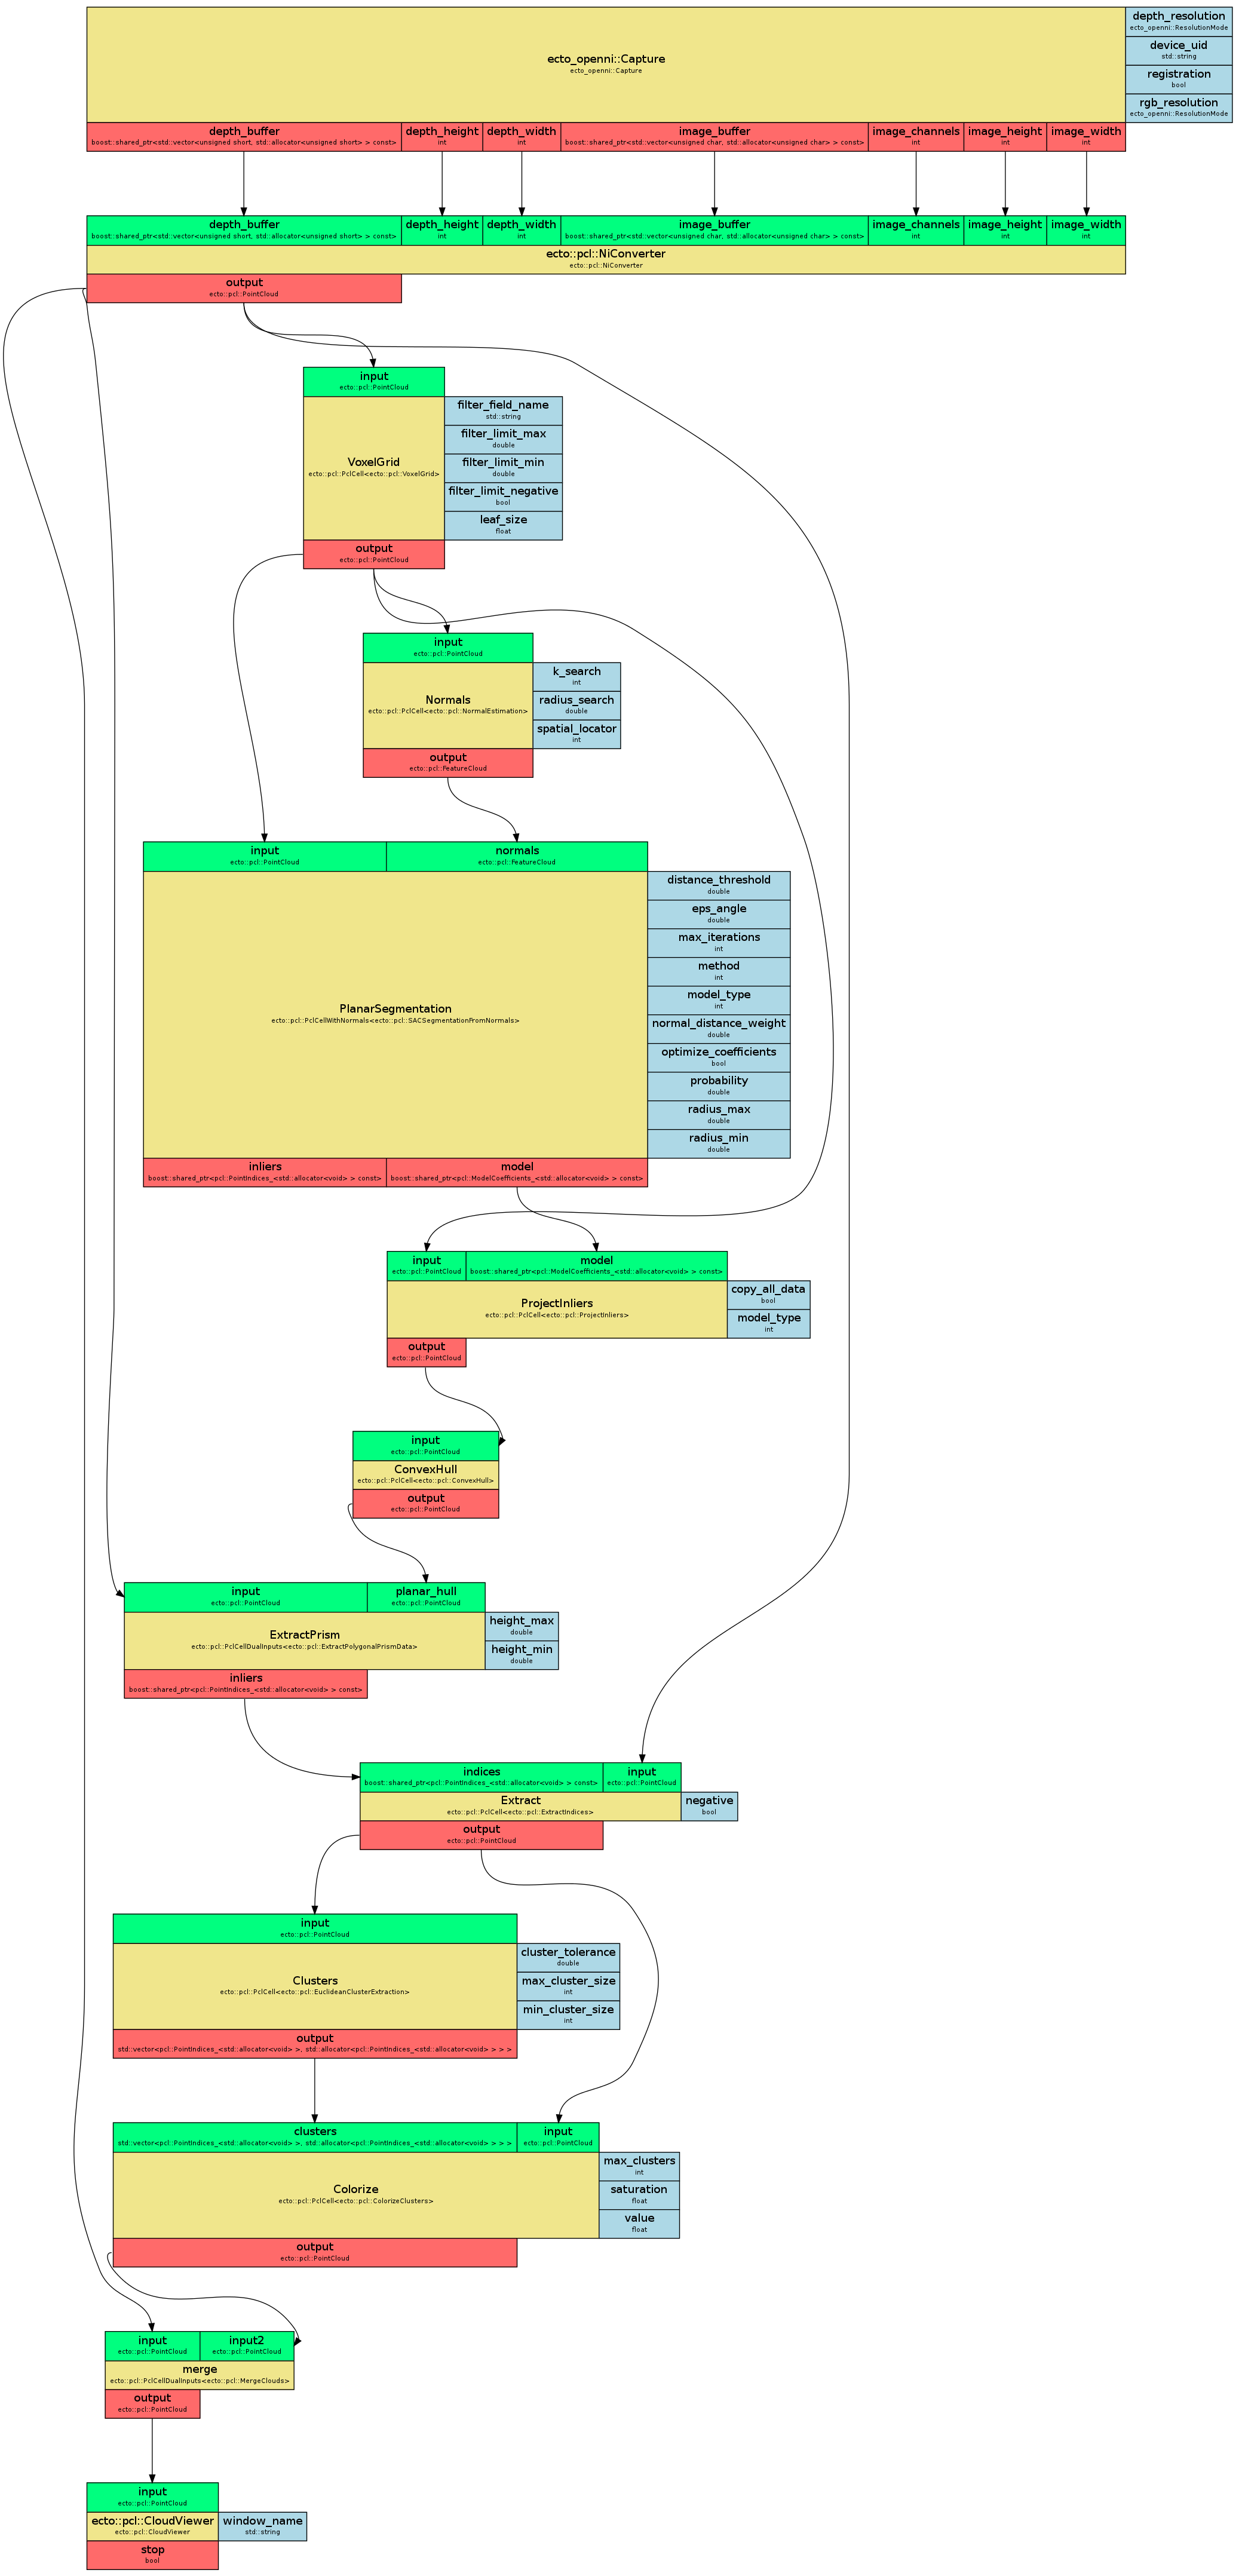 ecto_openni::Capture
ecto_openni::Capture
depth_resolution
ecto_openni::ResolutionMode
device_uid
std::string
registration
bool
rgb_resolution
ecto_openni::ResolutionMode
depth_buffer
boost::shared_ptr<std::vector<unsigned short, std::allocator<unsigned short> > const>
depth_height
int
depth_width
int
image_buffer
boost::shared_ptr<std::vector<unsigned char, std::allocator<unsigned char> > const>
image_channels
int
image_height
int
image_width
int
depth_buffer
boost::shared_ptr<std::vector<unsigned short, std::allocator<unsigned short> > const>
depth_height
int
depth_width
int
image_buffer
boost::shared_ptr<std::vector<unsigned char, std::allocator<unsigned char> > const>
image_channels
int
image_height
int
image_width
int
ecto::pcl::NiConverter
ecto::pcl::NiConverter
output
ecto::pcl::PointCloud
input
ecto::pcl::PointCloud
VoxelGrid
ecto::pcl::PclCell<ecto::pcl::VoxelGrid>
filter_field_name
std::string
filter_limit_max
double
filter_limit_min
double
filter_limit_negative
bool
leaf_size
float
output
ecto::pcl::PointCloud
input
ecto::pcl::PointCloud
Normals
ecto::pcl::PclCell<ecto::pcl::NormalEstimation>
k_search
int
radius_search
double
spatial_locator
int
output
ecto::pcl::FeatureCloud
input
ecto::pcl::PointCloud
normals
ecto::pcl::FeatureCloud
PlanarSegmentation
ecto::pcl::PclCellWithNormals<ecto::pcl::SACSegmentationFromNormals>
distance_threshold
double
eps_angle
double
max_iterations
int
method
int
model_type
int
normal_distance_weight
double
optimize_coefficients
bool
probability
double
radius_max
double
radius_min
double
inliers
boost::shared_ptr<pcl::PointIndices_<std::allocator<void> > const>
model
boost::shared_ptr<pcl::ModelCoefficients_<std::allocator<void> > const>
input
ecto::pcl::PointCloud
model
boost::shared_ptr<pcl::ModelCoefficients_<std::allocator<void> > const>
ProjectInliers
ecto::pcl::PclCell<ecto::pcl::ProjectInliers>
copy_all_data
bool
model_type
int
output
ecto::pcl::PointCloud
input
ecto::pcl::PointCloud
ConvexHull
ecto::pcl::PclCell<ecto::pcl::ConvexHull>
output
ecto::pcl::PointCloud
input
ecto::pcl::PointCloud
planar_hull
ecto::pcl::PointCloud
ExtractPrism
ecto::pcl::PclCellDualInputs<ecto::pcl::ExtractPolygonalPrismData>
height_max
double
height_min
double
inliers
boost::shared_ptr<pcl::PointIndices_<std::allocator<void> > const>
indices
boost::shared_ptr<pcl::PointIndices_<std::allocator<void> > const>
input
ecto::pcl::PointCloud
Extract
ecto::pcl::PclCell<ecto::pcl::ExtractIndices>
negative
bool
output
ecto::pcl::PointCloud
input
ecto::pcl::PointCloud
Clusters
ecto::pcl::PclCell<ecto::pcl::EuclideanClusterExtraction>
cluster_tolerance
double
max_cluster_size
int
min_cluster_size
int
output
std::vector<pcl::PointIndices_<std::allocator<void> >, std::allocator<pcl::PointIndices_<std::allocator<void> > > >
clusters
std::vector<pcl::PointIndices_<std::allocator<void> >, std::allocator<pcl::PointIndices_<std::allocator<void> > > >
input
ecto::pcl::PointCloud
Colorize
ecto::pcl::PclCell<ecto::pcl::ColorizeClusters>
max_clusters
int
saturation
float
value
float
output
ecto::pcl::PointCloud
input
ecto::pcl::PointCloud
input2
ecto::pcl::PointCloud
merge
ecto::pcl::PclCellDualInputs<ecto::pcl::MergeClouds>
output
ecto::pcl::PointCloud
input
ecto::pcl::PointCloud
ecto::pcl::CloudViewer
ecto::pcl::CloudViewer
window_name
std::string
stop
bool